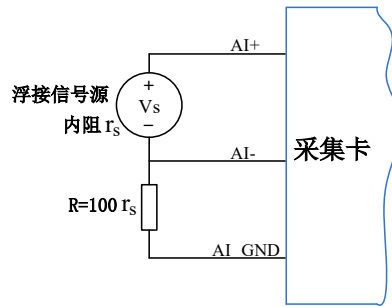 AI+
+
浮接信号源
Vs
内阻 rs
−
采集卡
AI-
R=100 rs
AI_GND